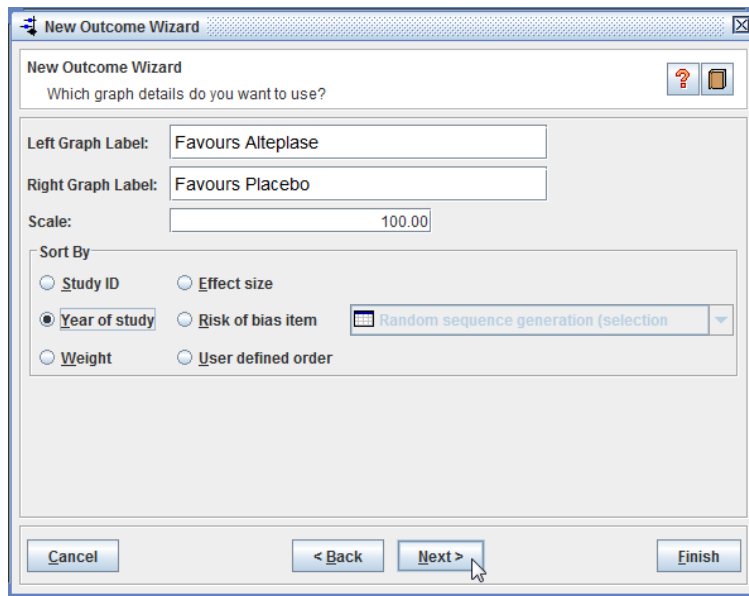 New Outcome Wizard
New Outcome Wizard
Which graph details do you want to use?
Left Graph Label: Favours Alteplase
Right Graph Label: Favours Placebo
Scale: 100.00
Sort By
Study ID Effect size
Year of study Risk of bias item Random sequence generation (selection
Weight User defined order
Cancel < Back Next > Finish